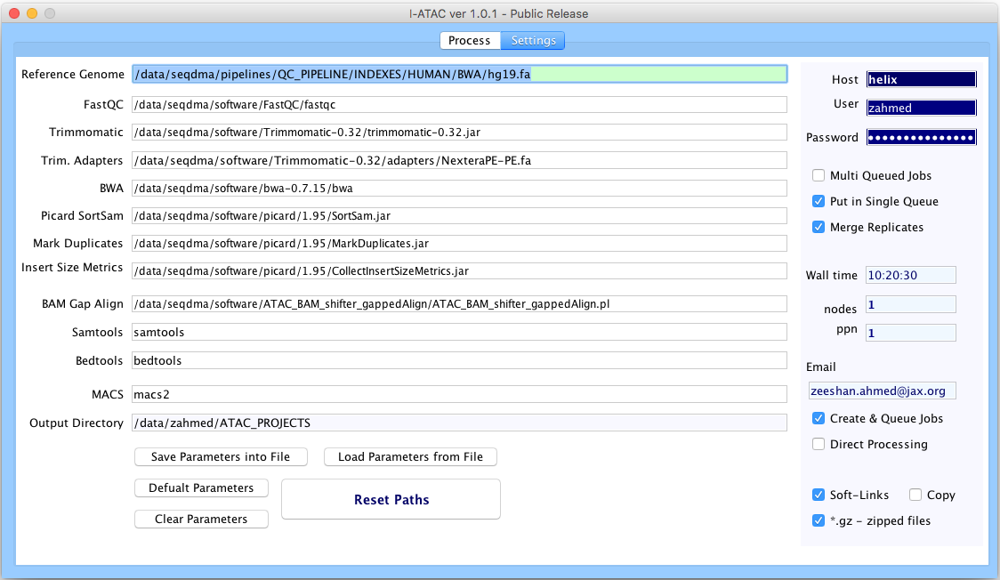 I-ATAC ver 1.0.1 - Public Release
Process Settings
Reference Genome /data/seqdma/pipelines/QC_PIPELINE/INDEXES/HUMAN/BWA/hg19.fa
FastQC /data/seqdma/software/FastQC/fastqc
Trimmomatic /data/seqdma/software/Trimmomatic-0.32/trimmomatic-0.32.jar
Trim. Adapters /data/seqdma/software/Trimmomatic-0.32/adapters/NexteraPE-PE.fa
BWA /data/seqdma/software/bwa-0.7.15/bwa
Picard SortSam /data/seqdma/software/picard/1.95/SortSam.jar
Mark Duplicates /data/seqdma/software/picard/1.95/MarkDuplicates.jar
Insert Size Metrics /data/seqdma/software/picard/1.95/CollectInsertSizeMetrics.jar
BAM Gap Align /data/seqdma/software/ATAC_BAM_shifter_gappedAlign/ATAC_BAM_shifter_gappedAlign.pl
Samtools samtools
Bedtools bedtools
MACS macs2
Output Directory /data/zahmed/ATAC_PROJECTS
Save Parameters into File Load Parameters from File
Defualt Parameters
Reset Paths
Clear Parameters
Host helix
User zahmed
Password ●●●●●●●●●●●●●●●
Multi Queued Jobs
Put in Single Queue
Merge Replicates
Wall time 10:20:30
nodes 1
ppn 1
Email
zeeshan.ahmed@jax.org
Create & Queue Jobs
Direct Processing
Soft-Links Copy
*.gz - zipped files